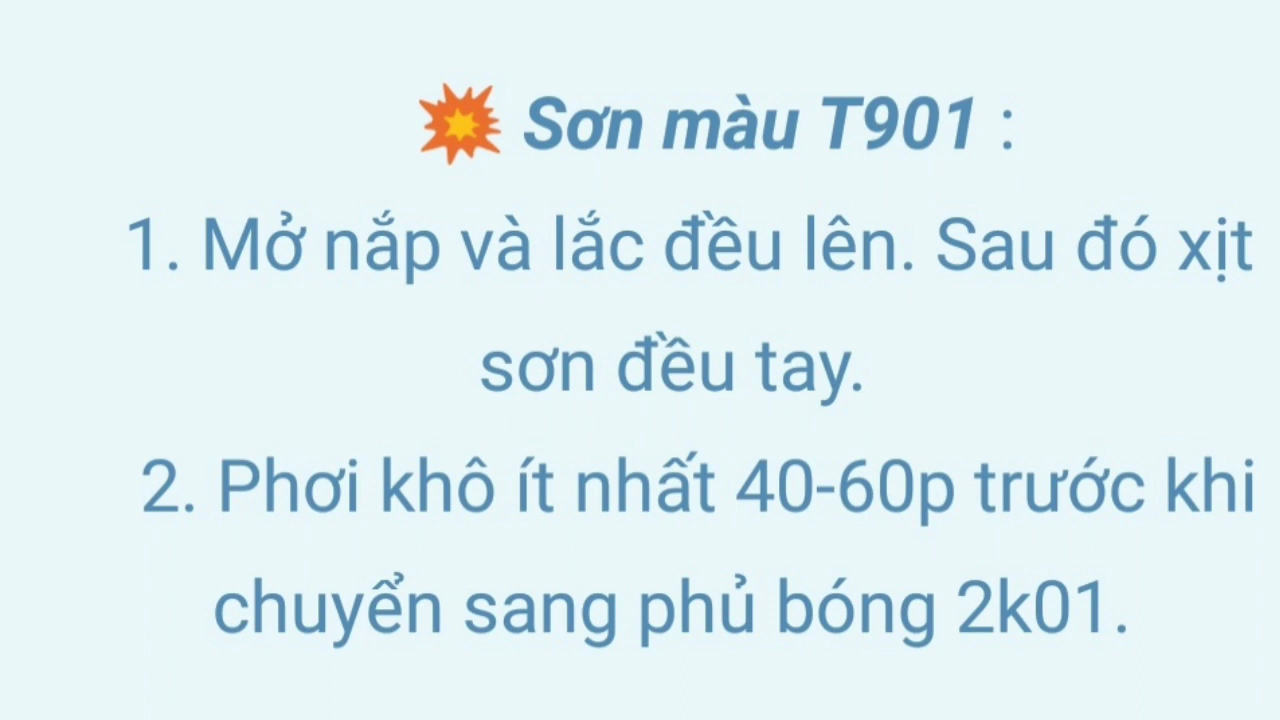 💥 Sơn màu T901 :
1. Mở nắp và lắc đều lên. Sau đó xịt
sơn đều tay.
2. Phơi khô ít nhất 40-60p trước khi
chuyển sang phủ bóng 2k01.